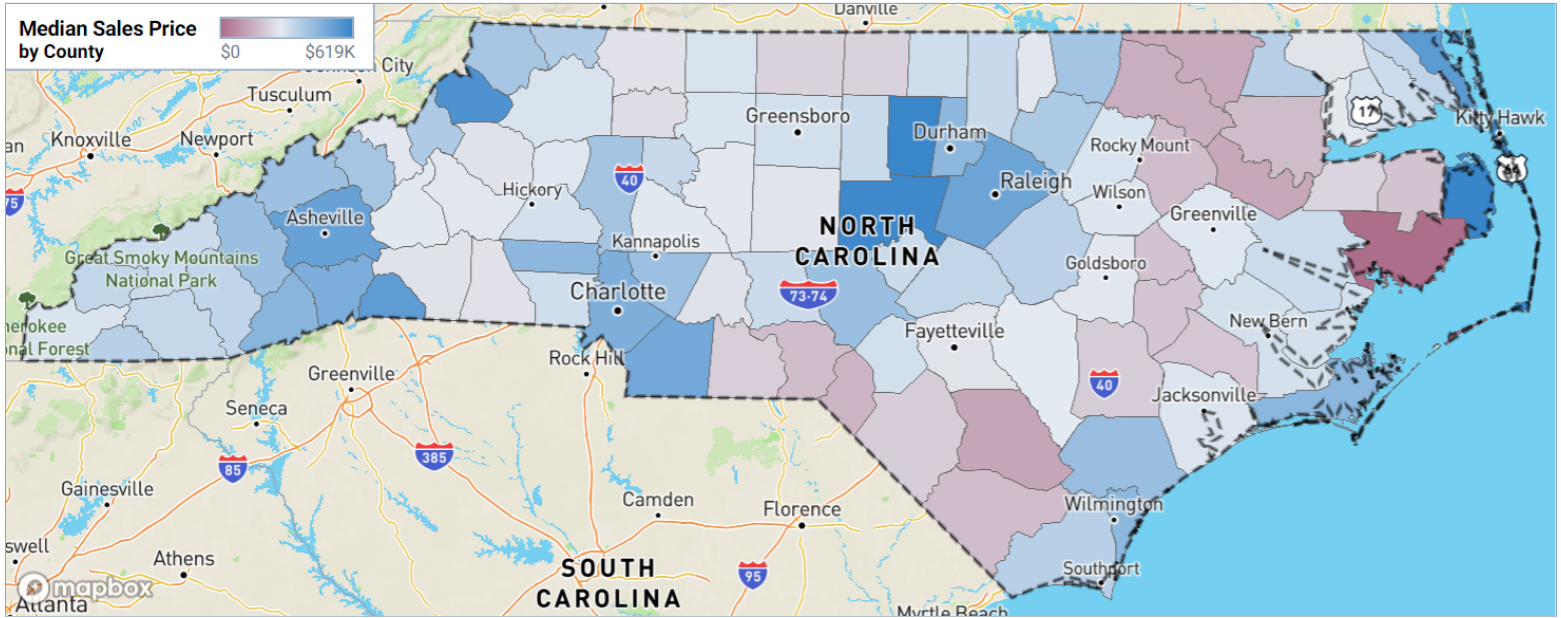 Median Sales Price
by County
$0
$619K
Danville
City
Tusculum
Knoxville
Newport
75
Greensboro
Durham
17
Kitty Hawk
64
Rocky Mount
Hickory
40
Raleigh
Wilson
Asheville
Greenville
NORTH
CAROLINA
Kannapolis
Great Smoky Mountains
National Park
Goldsboro
Charlotte
73-74
New Bern
Fayetteville
Rock Hill
Greenville
40
Jacksonville
Seneca
385
85
Gainesville
Camden
Florence
Wilmington
Athens
SOUTH
CAROLINA
95
Southport
mapbox
Atlanta
Myrtle Beach